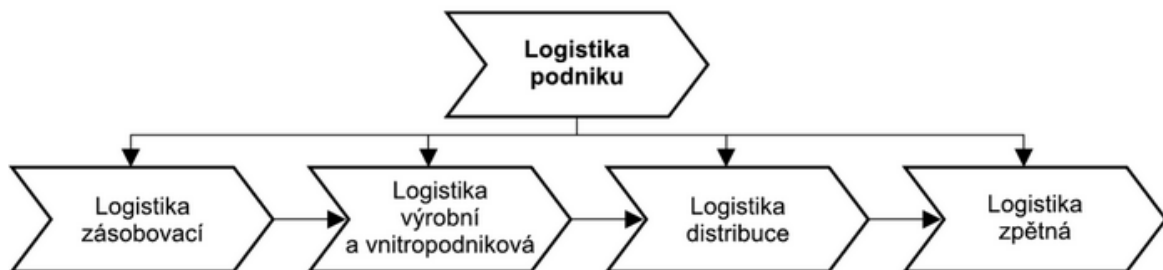 Logistika
podniku
Logistika
zásobovací
Logistika
výrobní
a vnitropodniková
Logistika
distribuce
Logistika
zpětná